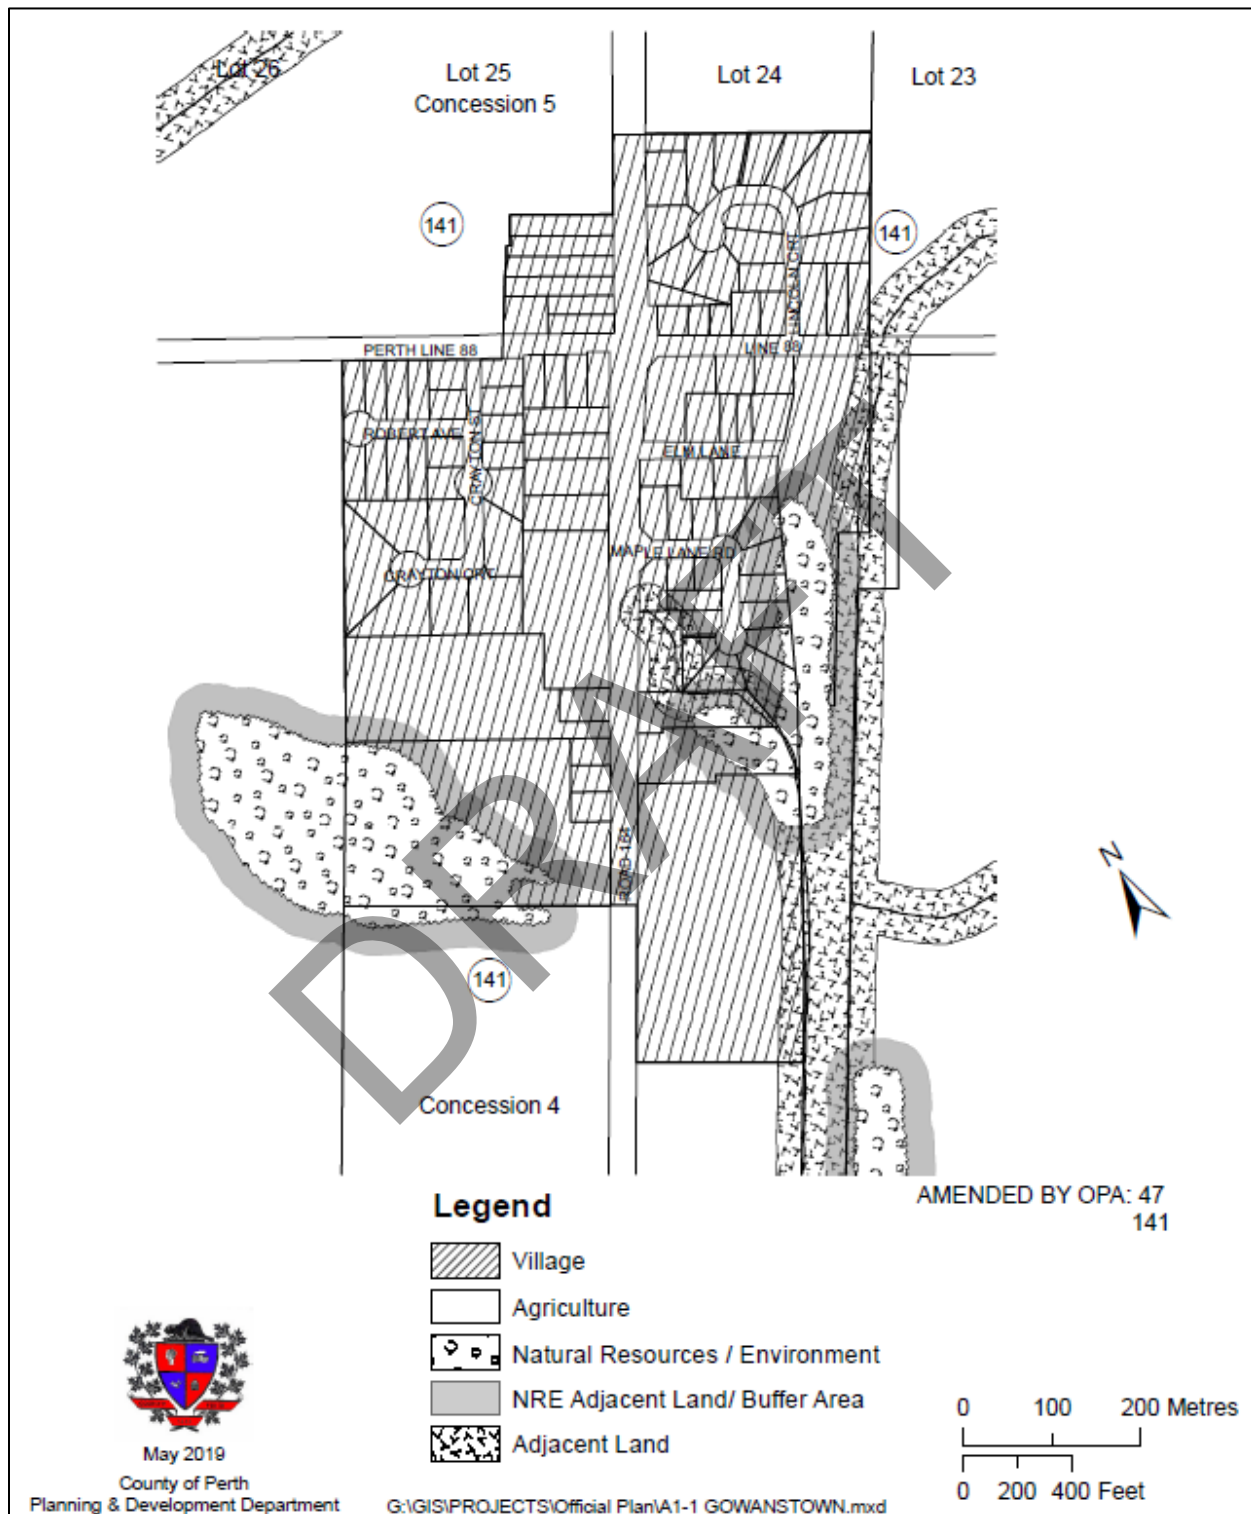 Lot 26
Lot 25
Concession 5
Lot 24
Lot 23
141
141
LINCOLN CRT
PERTH LINE 88
LINE 88
ROBERT AVE
CRAYTON ST
ELM LANE
MAPLE LANE RD
CRAYTON CRT
ROAD 164
N
141
Concession 4
DRAFT
Legend
AMENDED BY OPA: 47
141
Village
Agriculture
Natural Resources / Environment
NRE Adjacent Land/ Buffer Area
Adjacent Land
0 100 200 Metres
0 200 400 Feet
May 2019
County of Perth
Planning & Development Department
G:\GIS\PROJECTS\Official Plan\A1-1 GOWANSTOWN.mxd